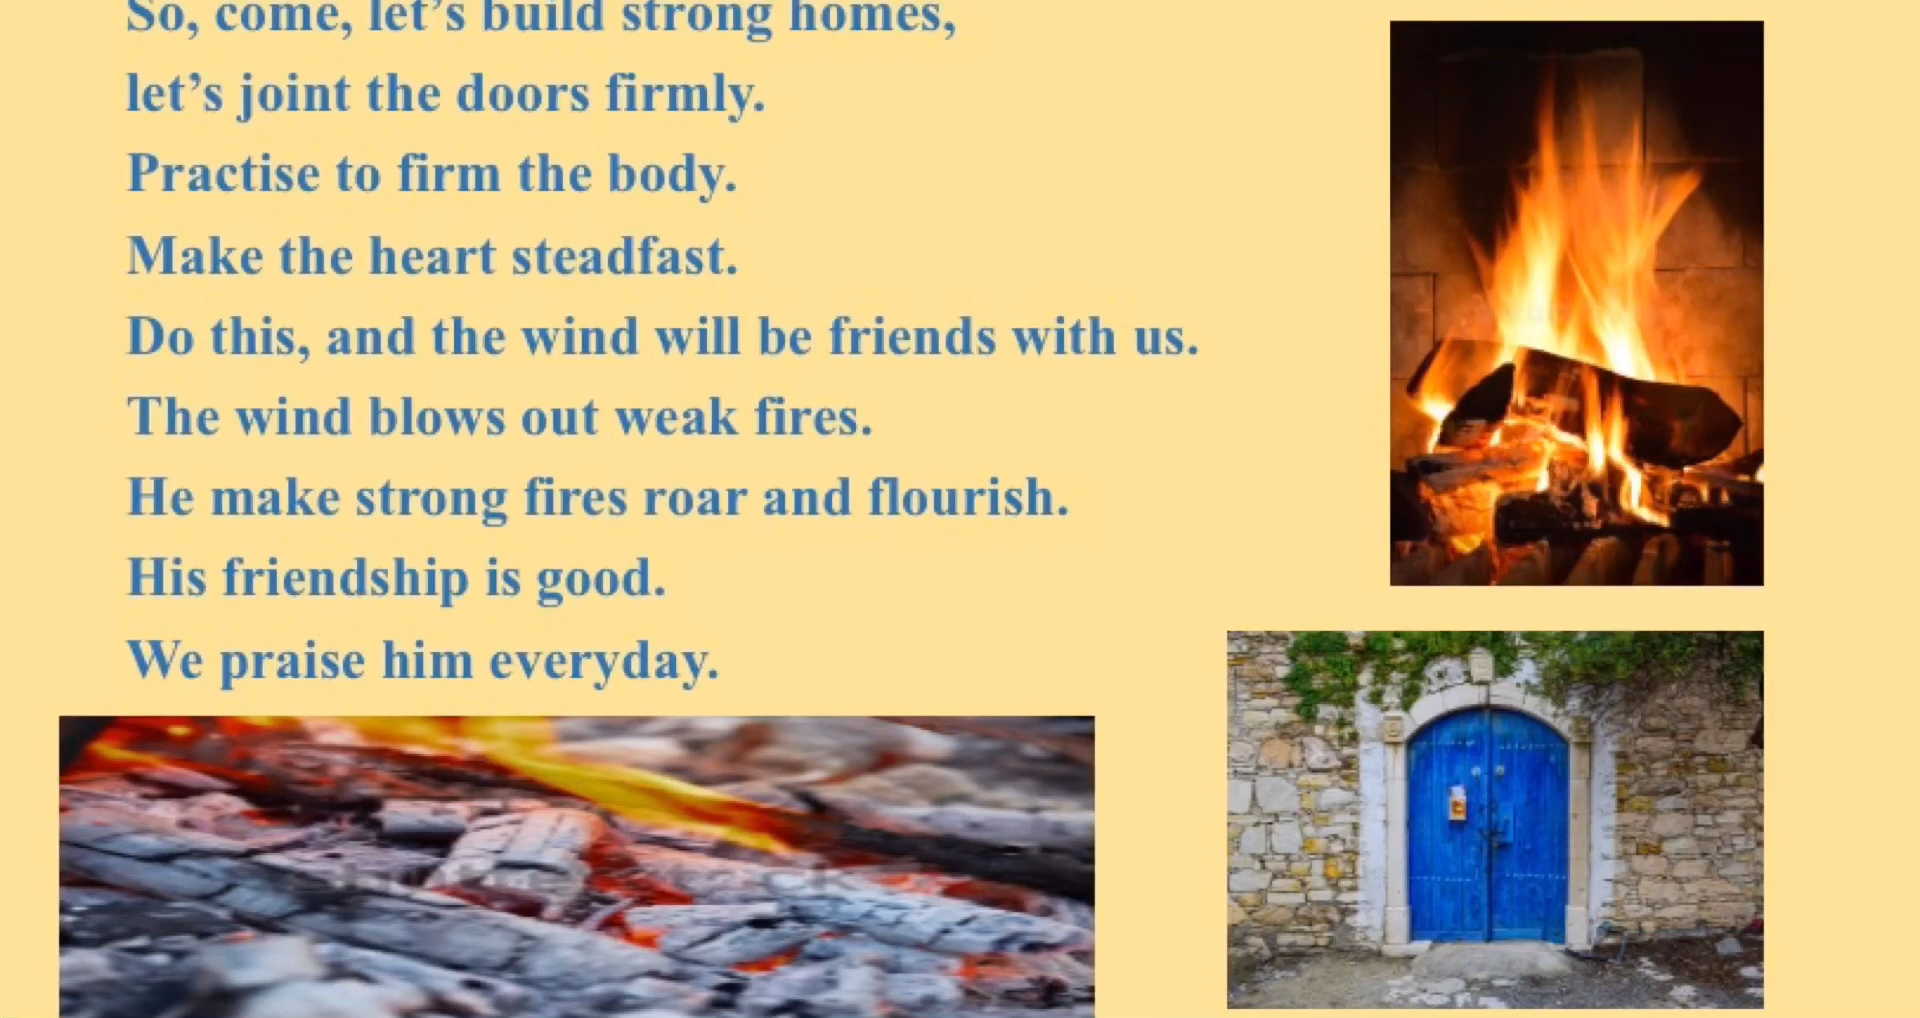 So, come, let’s build strong homes,
let’s joint the doors firmly.
Practise to firm the body.
Make the heart steadfast.
Do this, and the wind will be friends with us.
The wind blows out weak fires.
He make strong fires roar and flourish.
His friendship is good.
We praise him everyday.